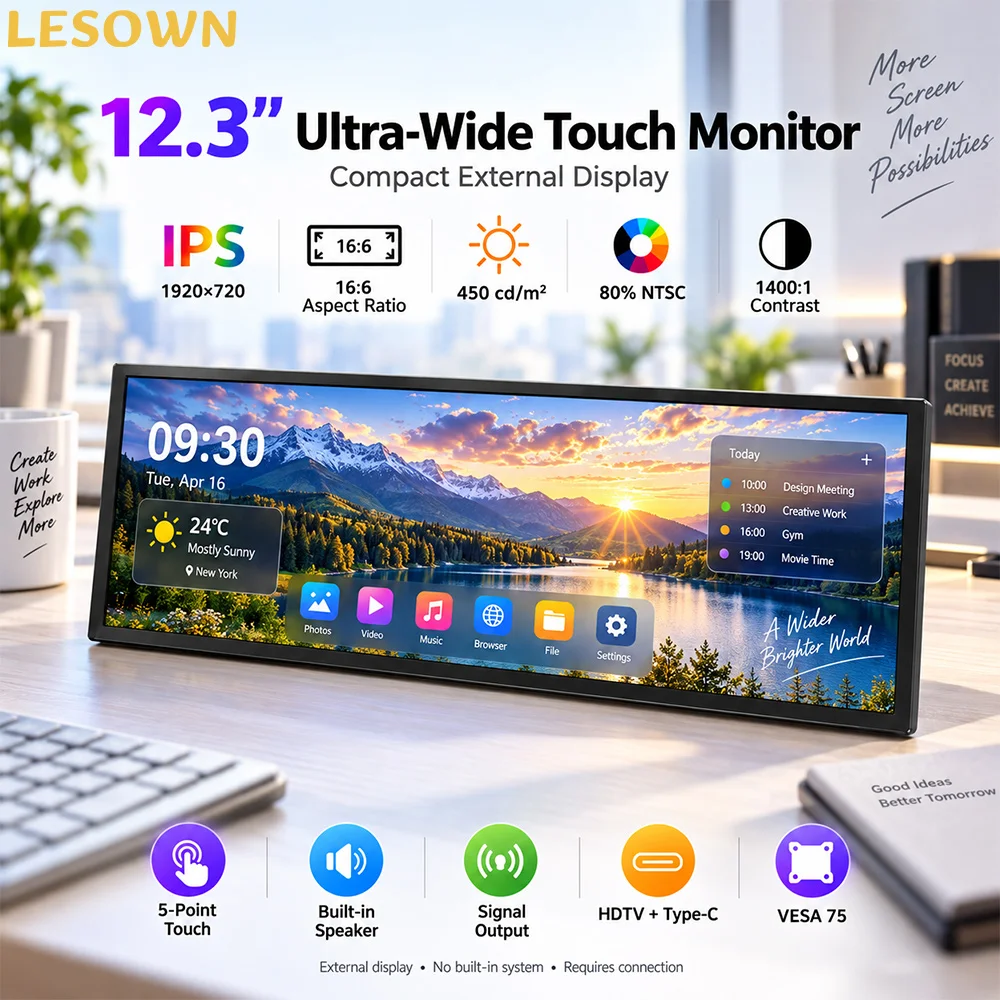 LESOWN
12.3” Ultra-Wide Touch Monitor
Compact External Display
More
Screen
More
Possibilities
IPS
1920×720
16:6
16:6
Aspect Ratio
450 cd/m²
80% NTSC
1400:1
Contrast
FOCUS
CREATE
ACHIEVE
Create
Work
Explore
More
09:30
Tue, Apr 16
24°C
Mostly Sunny
New York
Today +
10:00 Design Meeting
13:00 Creative Work
16:00 Gym
19:00 Movie Time
Photos
Video
Music
Browser
File
Settings
A Wider
Brighter World
Good Ideas
Better Tomorrow
5-Point
Touch
Built-in
Speaker
Signal
Output
HDTV + Type-C
VESA 75
External display • No built-in system • Requires connection